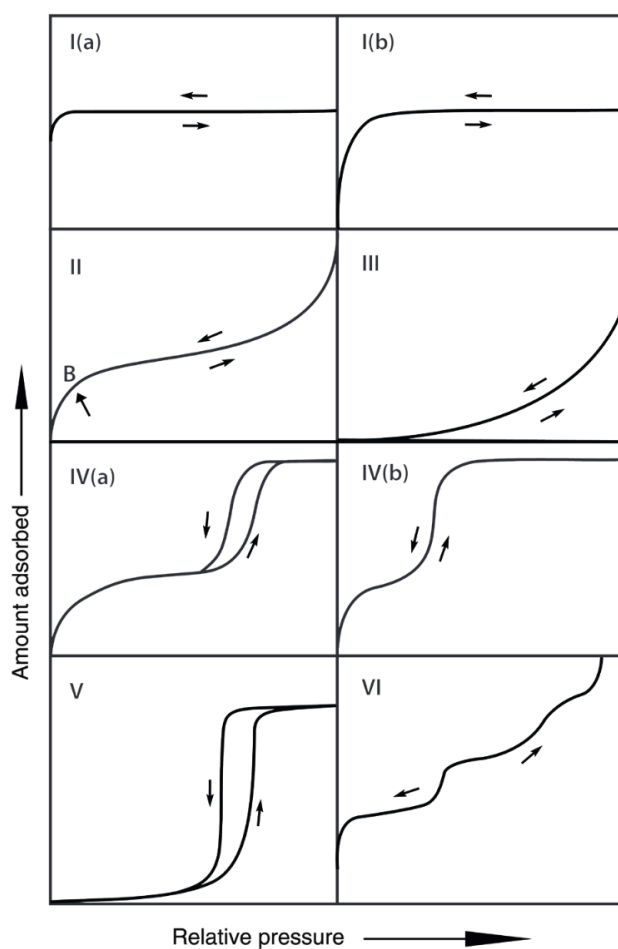 I(a)
I(b)
II
III
B
IV(a)
IV(b)
V
VI
Amount adsorbed
Relative pressure